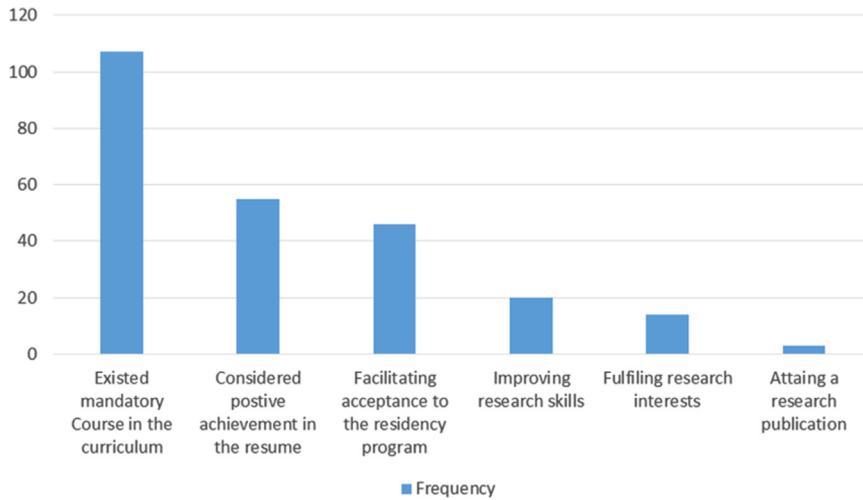 120
100
80
60
40
20
0
Existed
mandatory
Course in the
curriculum
Considered
postive
achievement in
the resume
Facilitating
acceptance to
the residency
program
Improving
research skills
Fulfiling research
interests
Attaing a
research
publication
Frequency